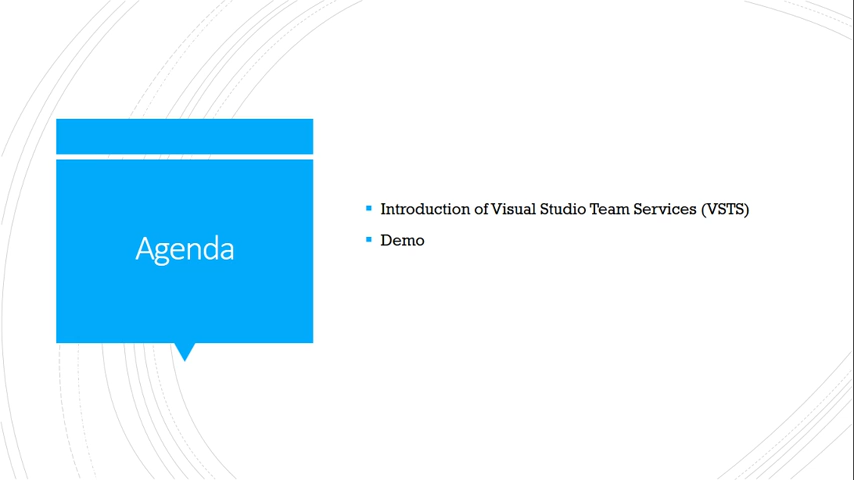 Agenda
Introduction of Visual Studio Team Services (VSTS)
Demo